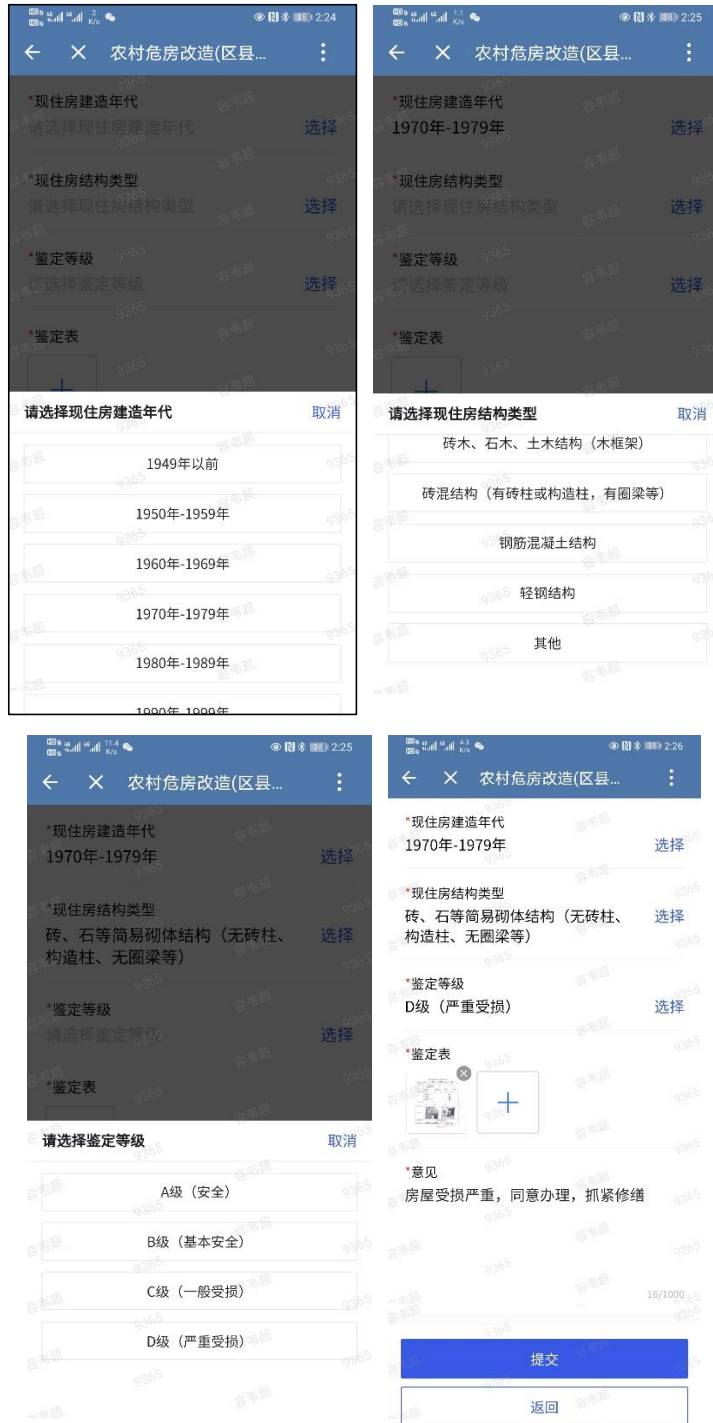 2:24
农村危房改造(区县...
*现住房建造年代
请选择现住房建造年代
选择
*现住房结构类型
请选择现住房结构类型
选择
*鉴定等级
请选择鉴定等级
选择
*鉴定表
请选择现住房建造年代
取消
1949年以前
1950年-1959年
1960年-1969年
1970年-1979年
1980年-1989年
1990年-1999年
2:25
农村危房改造(区县...
*现住房建造年代
1970年-1979年
选择
*现住房结构类型
请选择现住房结构类型
选择
*鉴定等级
请选择鉴定等级
选择
*鉴定表
请选择现住房结构类型
取消
砖木、石木、土木结构（木框架）
砖混结构（有砖柱或构造柱，有圈梁等）
钢筋混凝土结构
轻钢结构
其他
2:25
农村危房改造(区县...
*现住房建造年代
1970年-1979年
选择
*现住房结构类型
砖、石等简易砌体结构（无砖柱、
构造柱、无圈梁等）
选择
*鉴定等级
请选择鉴定等级
选择
*鉴定表
请选择鉴定等级
取消
A级（安全）
B级（基本安全）
C级（一般受损）
D级（严重受损）
2:26
农村危房改造(区县...
*现住房建造年代
1970年-1979年
选择
*现住房结构类型
砖、石等简易砌体结构（无砖柱、
构造柱、无圈梁等）
选择
*鉴定等级
D级（严重受损）
选择
*鉴定表
*意见
房屋受损严重，同意办理，抓紧修缮
16/1000
提交
返回
容韦超
9365